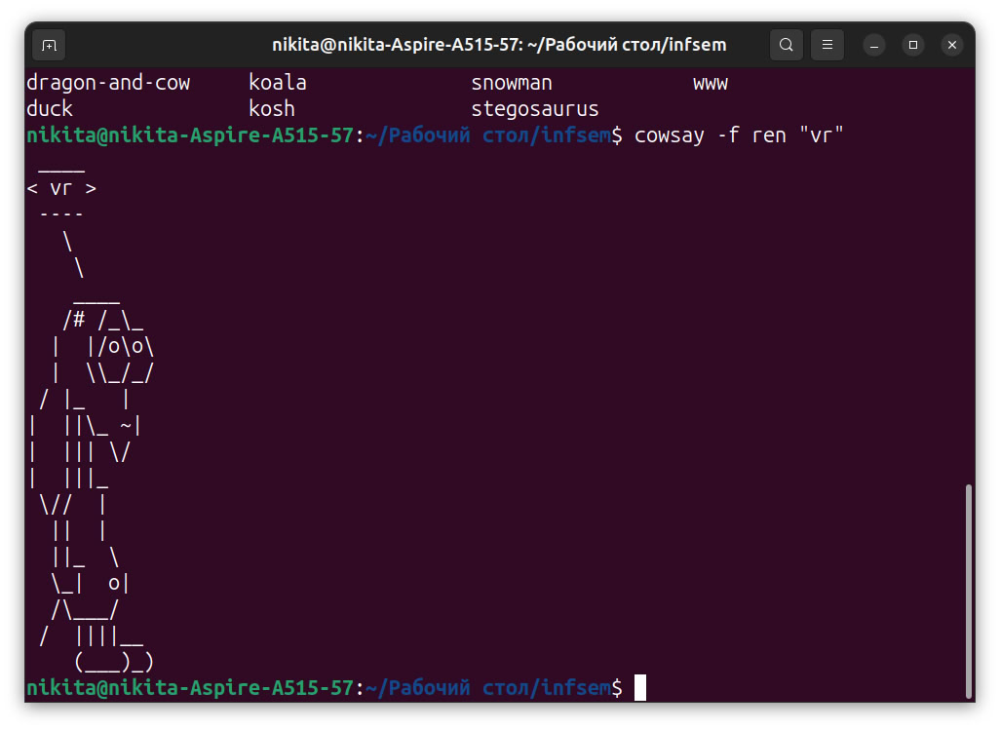 nikita@nikita-Aspire-A515-57: ~/Рабочий стол/infsem
dragon-and-cow     koala              snowman            www
duck               kosh               stegosaurus
nikita@nikita-Aspire-A515-57:~/Рабочий стол/infsem$ cowsay -f ren "vr"
 ____
< vr >
 ----
   \
    \
    ____
   /# /_\_
  |  |/o\o\
  |  \\_/_/
 / |_   |
|  ||\_ ~|
|  ||| \/
|  |||_
 \//  |
  ||  |
  ||_  \
  \_|  o|
  /\___/
 /  ||||__
    (___)_)
nikita@nikita-Aspire-A515-57:~/Рабочий стол/infsem$